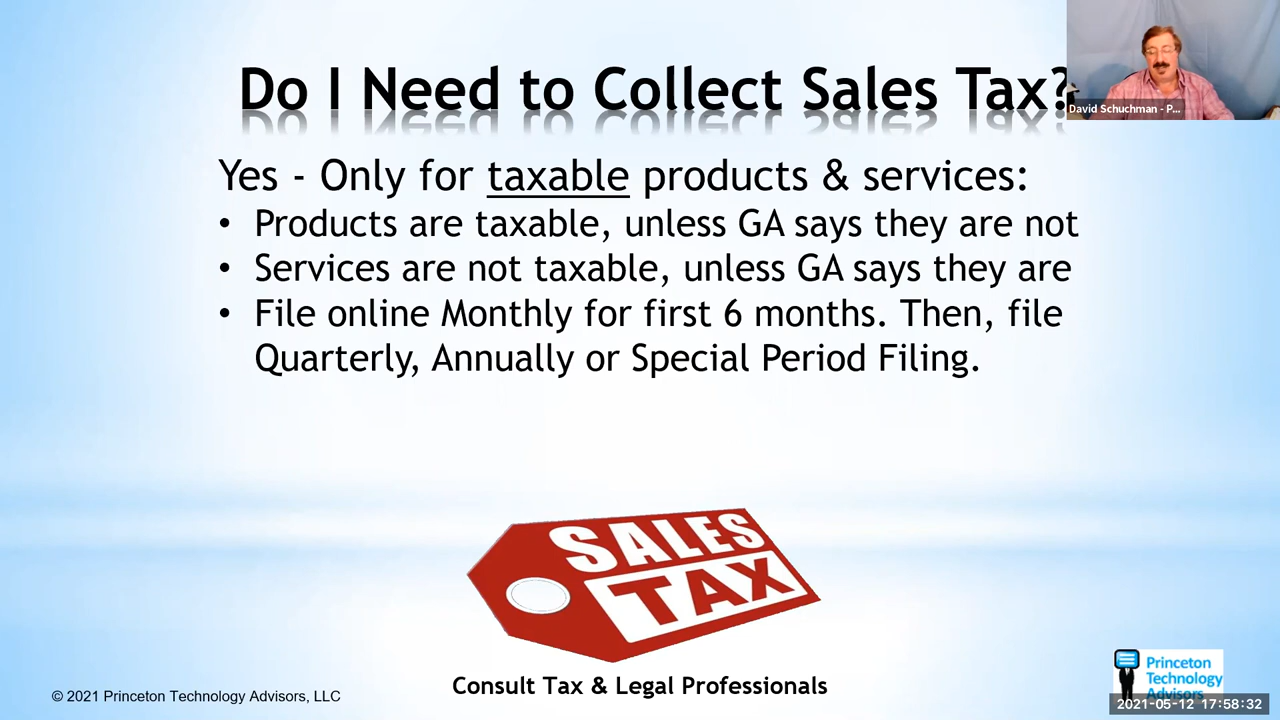 Do I Need to Collect Sales Tax?
David Schuchman - P...
Yes - Only for taxable products & services:
• Products are taxable, unless GA says they are not
• Services are not taxable, unless GA says they are
• File online Monthly for first 6 months. Then, file
Quarterly, Annually or Special Period Filing.
SALES
TAX
Consult Tax & Legal Professionals
© 2021 Princeton Technology Advisors, LLC
Princeton
Technology
Advisors
2021-05-12 17:58:32